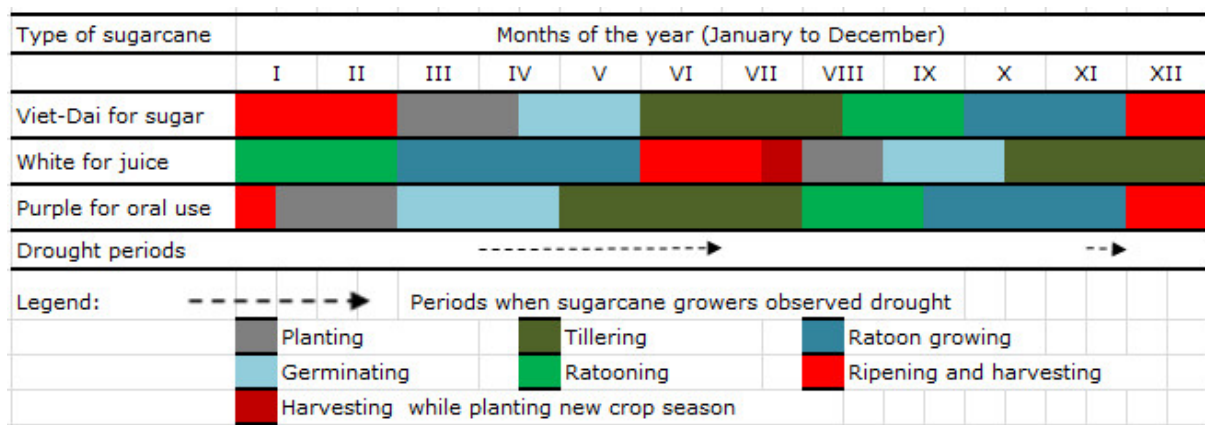 Type of sugarcane Months of the year (January to December)
I II III IV V VI VII VIII IX X XI XII
Viet-Dai for sugar
White for juice
Purple for oral use
Drought periods
Legend: Periods when sugarcane growers observed drought
Planting Tillering Ratoon growing
Germinating Ratooning Ripening and harvesting
Harvesting while planting new crop season